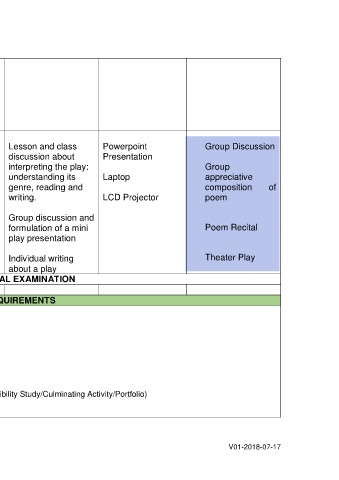 Lesson and class
discussion about
interpreting the play:
understanding its
genre, reading and
writing.
Group discussion and
formulation of a mini
play presentation
Individual writing
about a play
Powerpoint
Presentation
Laptop
LCD Projector
Group Discussion
Group
appreciative
composition of
poem
Poem Recital
Theater Play
AL EXAMINATION
QUIREMENTS
ibility Study/Culminating Activity/Portfolio)
V01-2018-07-17